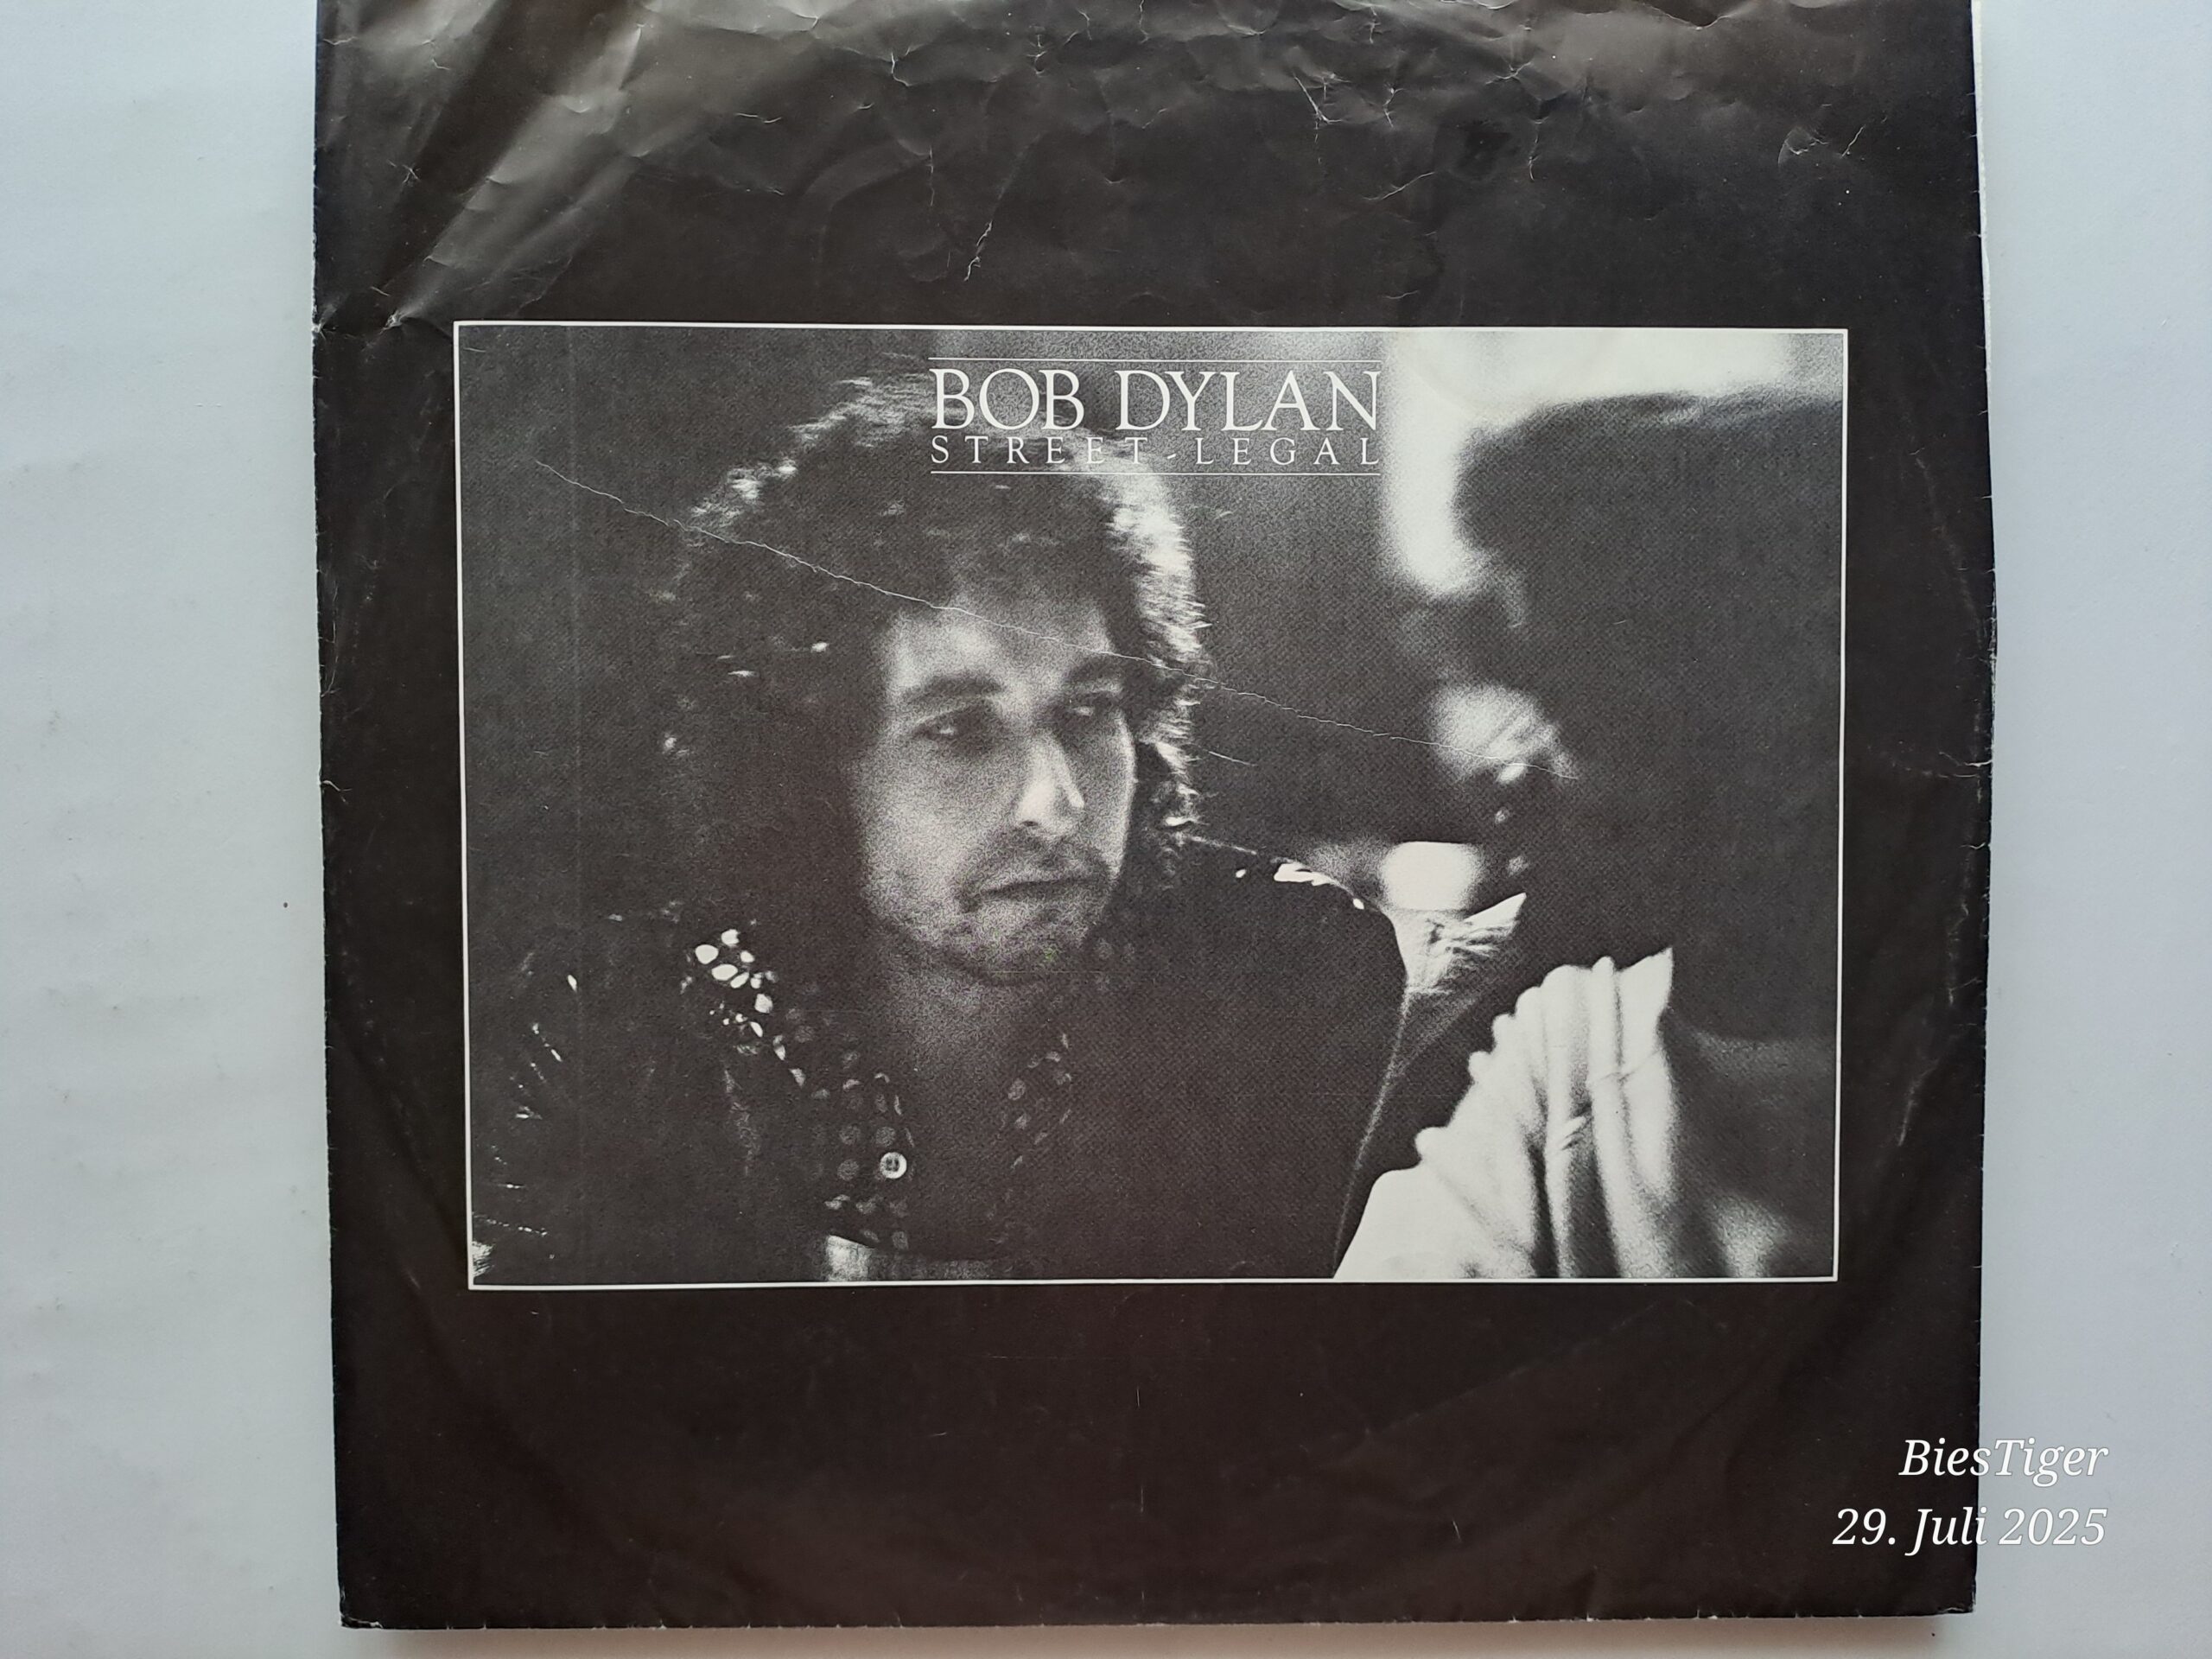 BOB DYLAN
STREET-LEGAL
BiesTiger
29. Juli 2025